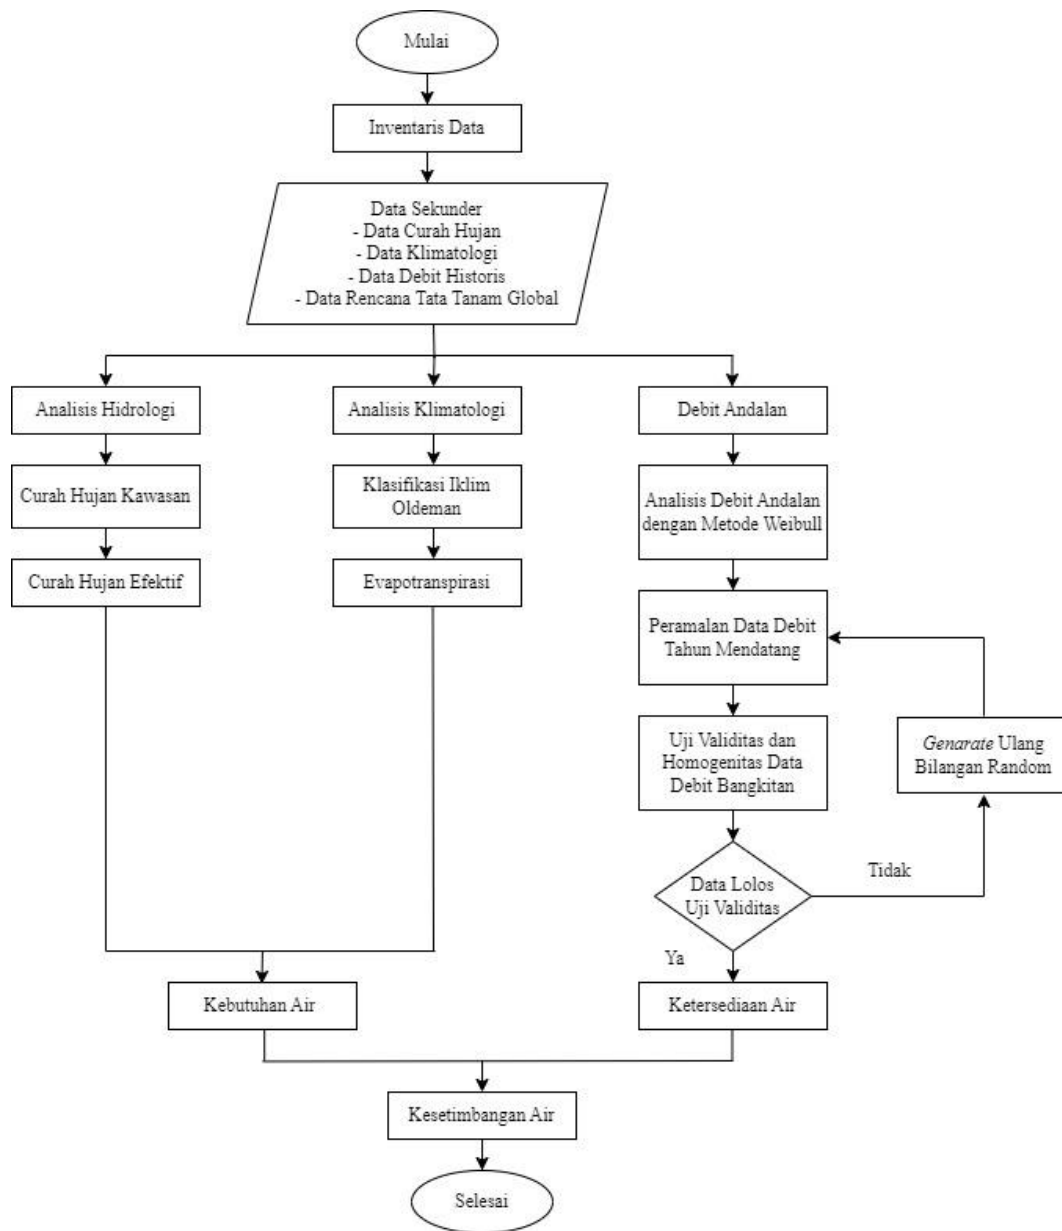 Mulai
Inventaris Data
Data Sekunder
- Data Curah Hujan
- Data Klimatologi
- Data Debit Historis
- Data Rencana Tata Tanam Global
Analisis Hidrologi
Analisis Klimatologi
Debit Andalan
Curah Hujan Kawasan
Klasifikasi Iklim
Oldeman
Analisis Debit Andalan
dengan Metode Weibull
Curah Hujan Efektif
Evapotranspirasi
Peramalan Data Debit
Tahun Mendatang
Uji Validitas dan
Homogenitas Data
Debit Bangkitan
Genarate Ulang
Bilangan Random
Data Lolos
Uji Validitas
Tidak
Ya
Kebutuhan Air
Ketersediaan Air
Kesetimbangan Air
Selesai